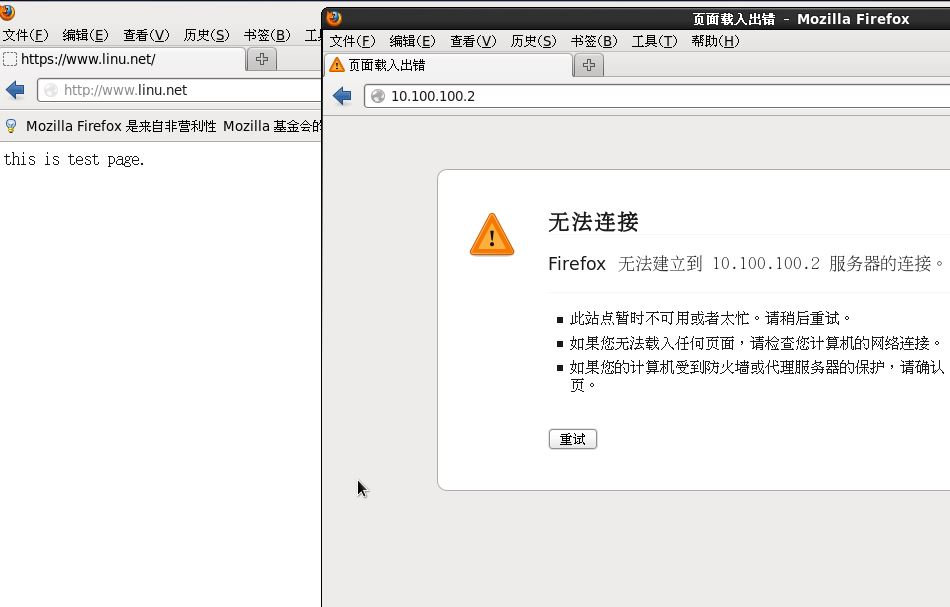 文件(F) 编辑(E) 查看(V) 历史(S) 书签(B) 工
https://www.linu.net/
http://www.linu.net
Mozilla Firefox 是来自非营利性 Mozilla 基金会的
this is test page.
页面载入出错 - Mozilla Firefox
文件(F) 编辑(E) 查看(V) 历史(S) 书签(B) 工具(T) 帮助(H)
页面载入出错
10.100.100.2
无法连接
Firefox 无法建立到 10.100.100.2 服务器的连接。
此站点暂时不可用或者太忙。请稍后重试。
如果您无法载入任何页面，请检查您计算机的网络连接。
如果您的计算机受到防火墙或代理服务器的保护，请确认
页。
重试